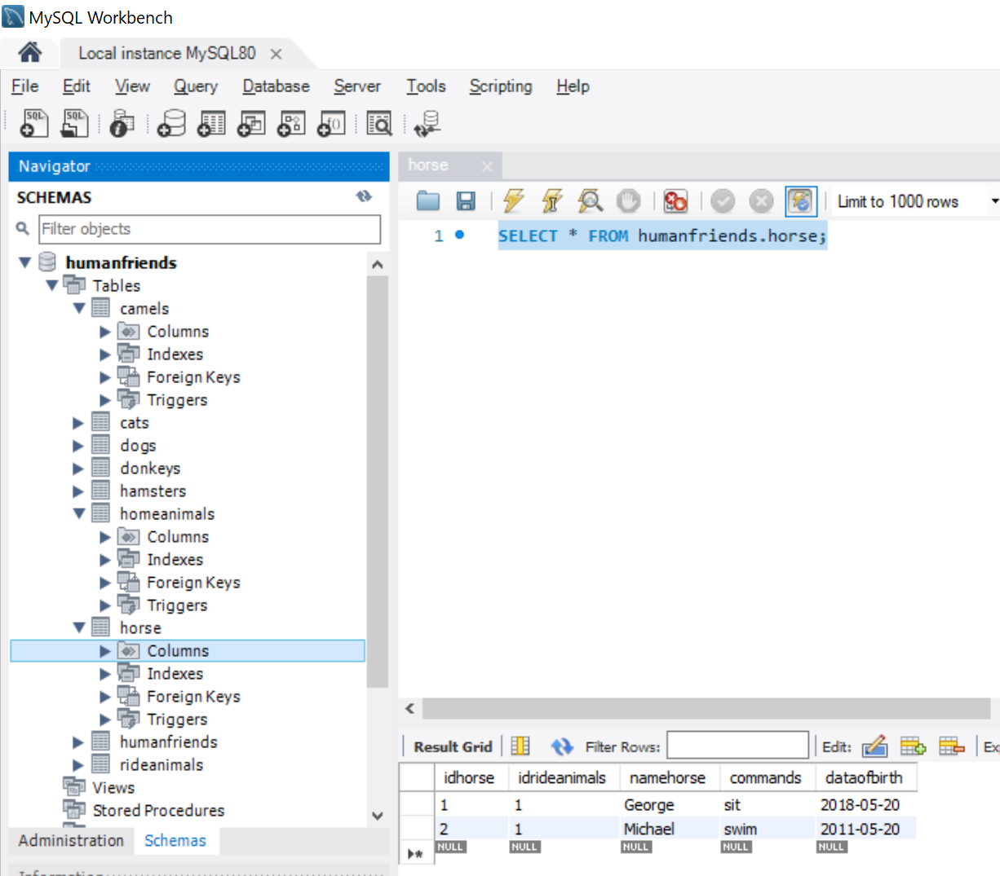 MySQL Workbench
Local instance MySQL80
File Edit View Query Database Server Tools Scripting Help
Navigator
SCHEMAS
Filter objects
humanfriends
Tables
camels
Columns
Indexes
Foreign Keys
Triggers
cats
dogs
donkeys
hamsters
homeanimals
Columns
Indexes
Foreign Keys
Triggers
horse
Columns
Indexes
Foreign Keys
Triggers
humanfriends
rideanimals
Views
Stored Procedures
Administration Schemas
horse
Limit to 1000 rows
1 SELECT * FROM humanfriends.horse;
Result Grid Filter Rows: Edit:
idhorse idrideanimals namehorse commands dataofbirth
1 1 George sit 2018-05-20
2 1 Michael swim 2011-05-20
NULL NULL NULL NULL NULL